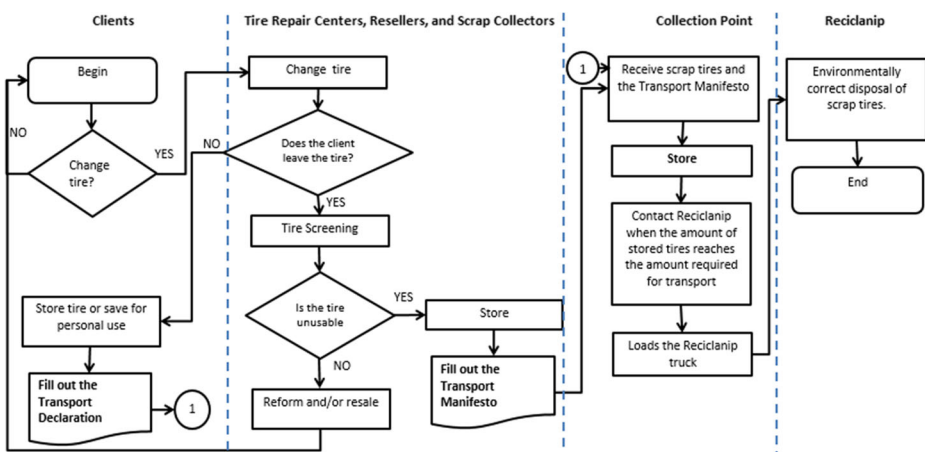 Clients
Tire Repair Centers, Resellers, and Scrap Collectors
Collection Point
Reciclanip
Begin
NO
Change
tire?
YES
Store tire or save for
personal use
Fill out the
Transport
Declaration
1
Change tire
NO
Does the client
leave the tire?
YES
Tire Screening
Is the tire
unusable
YES
NO
Reform and/or resale
Store
Fill out the
Transport
Manifesto
1
Receive scrap tires and
the Transport Manifesto
Store
Contact Reciclanip
when the amount of
stored tires reaches
the amount required
for transport
Loads the Reciclanip
truck
Environmentally
correct disposal of
scrap tires.
End